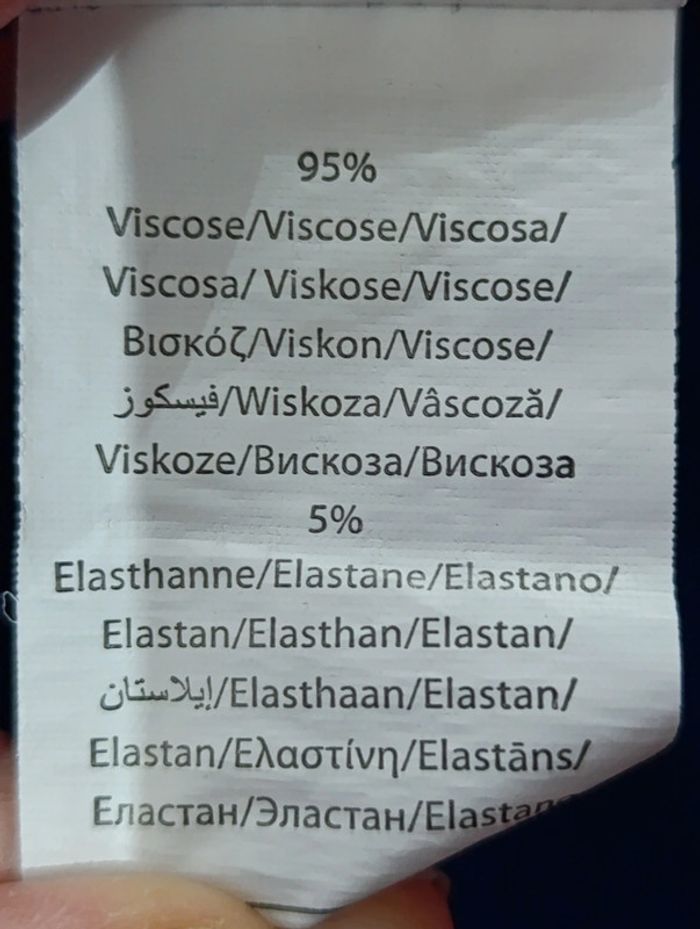 95%
Viscose/Viscose/Viscosa/
Viscosa/ Viskose/Viscose/
Βισκόζ/Viskon/Viscose/
فيسكوز/Wiskoza/Vâscoză/
Viskoze/Вискоза/Вискоза
5%
Elasthanne/Elastane/Elastano/
Elastan/Elasthan/Elastan/
إيلاستان/Elasthaan/Elastan/
Elastan/Ελαστίνη/Elastāns/
Еластан/Эластан/